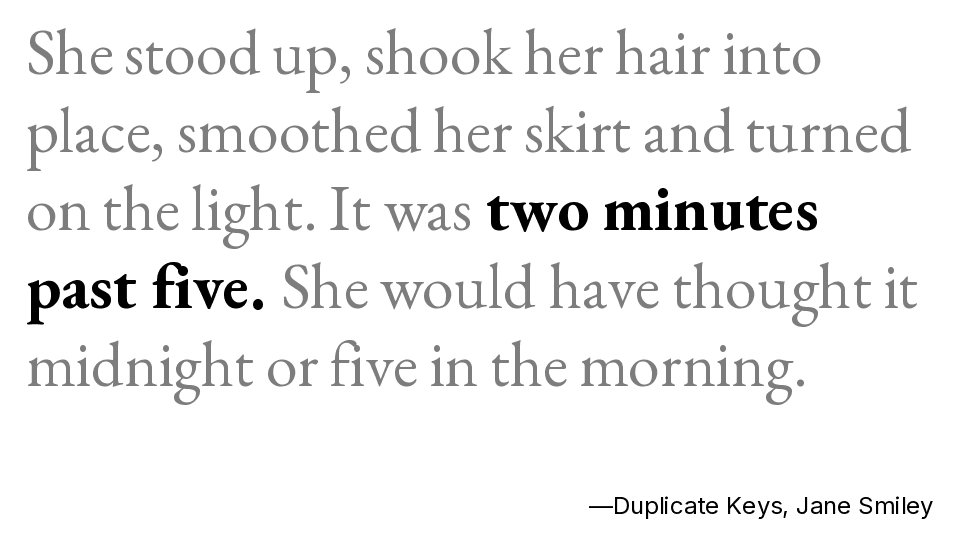 She stood up, shook her hair into
place, smoothed her skirt and turned
on the light. It was two minutes
past five. She would have thought it
midnight or five in the morning.
—Duplicate Keys, Jane Smiley